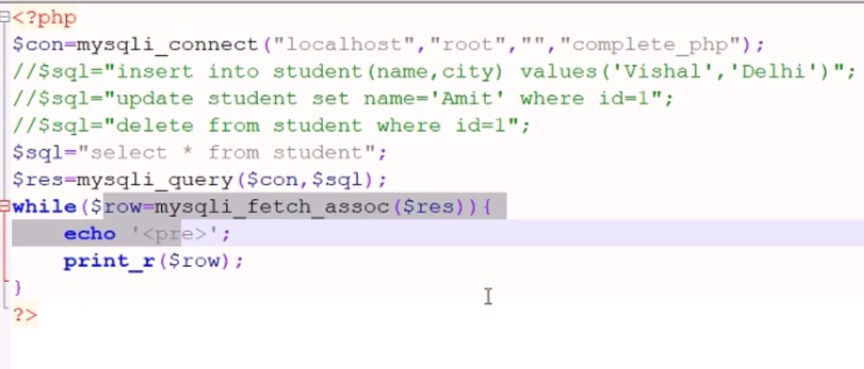 <?php
$con=mysqli_connect("localhost","root","","complete_php");
//$sql="insert into student(name,city) values('Vishal','Delhi')";
//$sql="update student set name='Amit' where id=1";
//$sql="delete from student where id=1";
$sql="select * from student";
$res=mysqli_query($con,$sql);
while($row=mysqli_fetch_assoc($res)){
    echo '<pre>';
    print_r($row);
}
?>